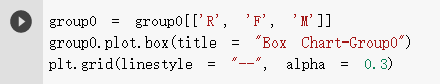 group0 = group0[['R', 'F', 'M']]
group0.plot.box(title = "Box Chart-Group0")
plt.grid(linestyle = "--", alpha = 0.3)